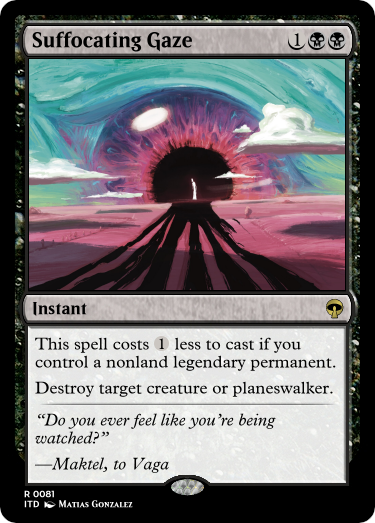 Suffocating Gaze 1
Instant
This spell costs 1 less to cast if you
control a nonland legendary permanent.
Destroy target creature or planeswalker.
“Do you ever feel like you’re being
watched?”
—Maktel, to Vaga
R 0081
ITD Matias Gonzalez